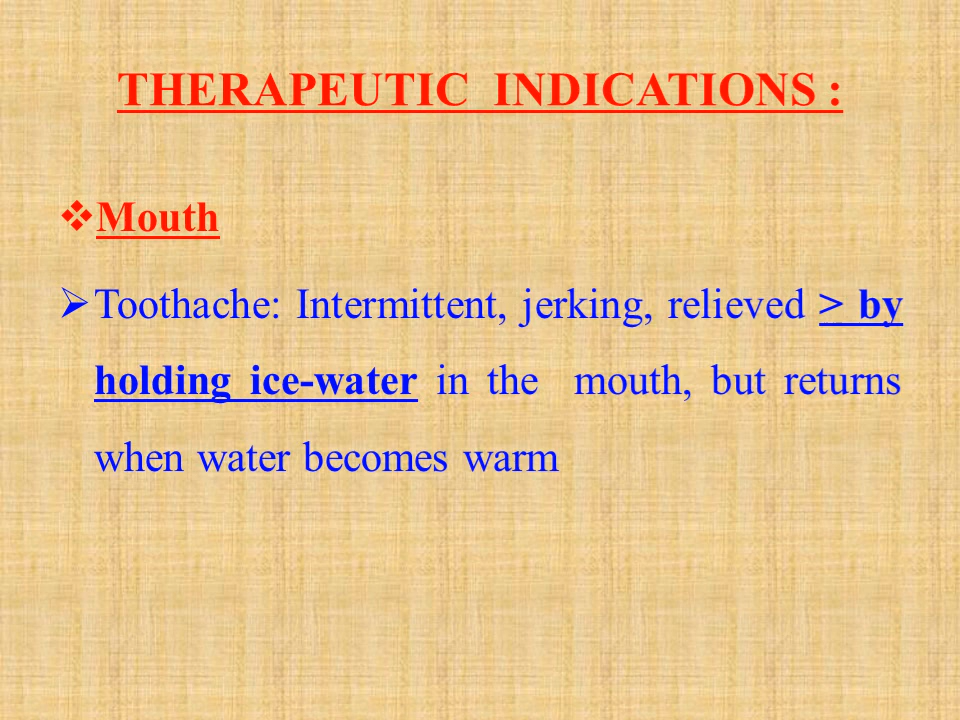 THERAPEUTIC INDICATIONS :
❖Mouth
➢Toothache: Intermittent, jerking, relieved > by
holding ice-water in the mouth, but returns
when water becomes warm